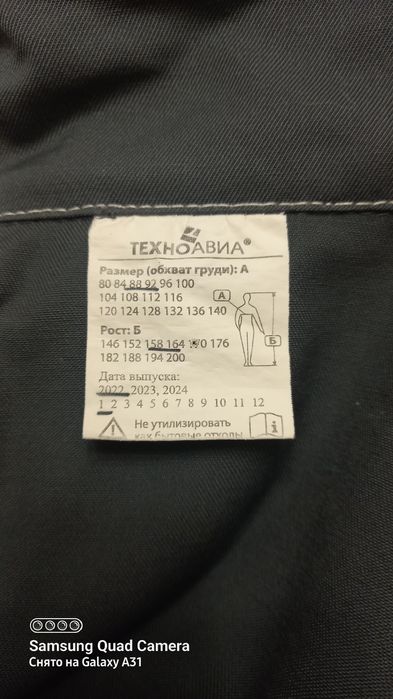 ТЕХНОАВИА®
Размер (обхват груди): А
80 84 88 92 96 100
104 108 112 116
120 124 128 132 136 140
А
Б
Рост: Б
146 152 158 164 170 176
182 188 194 200
Дата выпуска:
2022, 2023, 2024
1 2 3 4 5 6 7 8 9 10 11 12
Не утилизировать
как бытовые отходы
Samsung Quad Camera
Снято на Galaxy A31